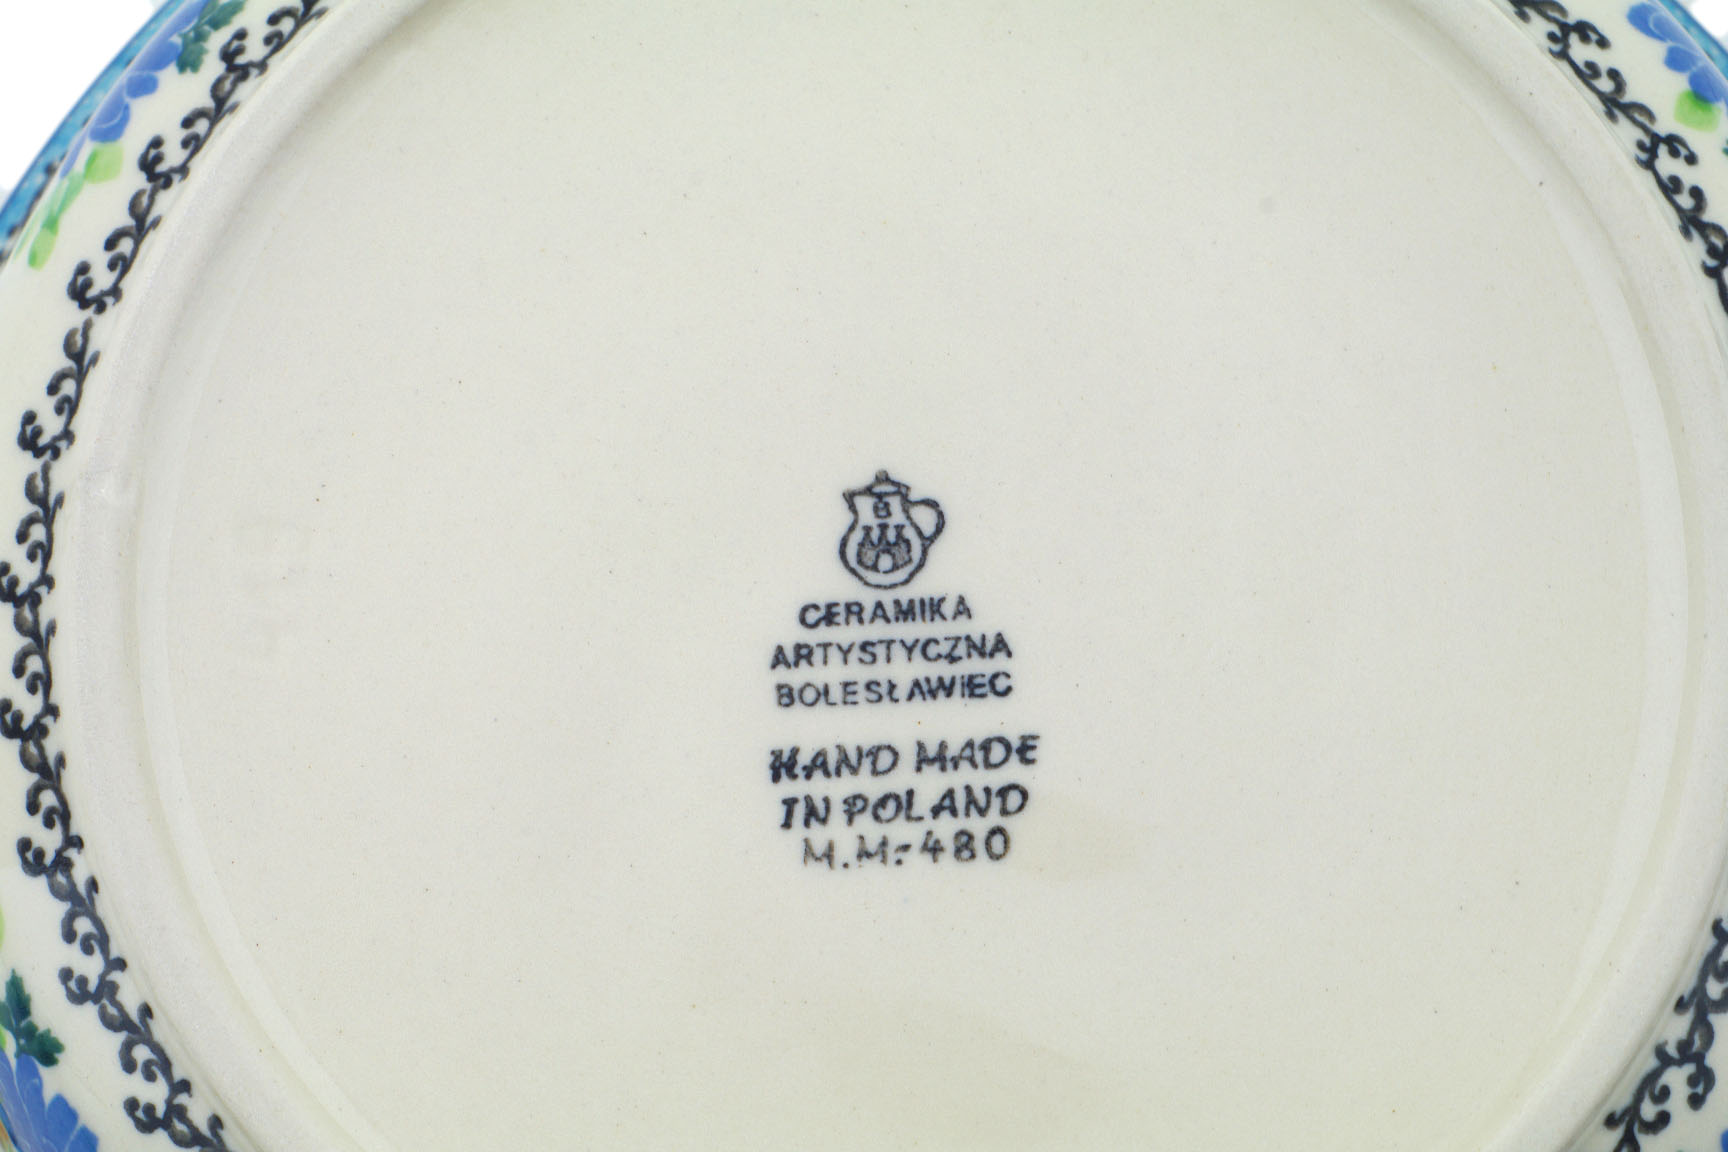 B
CERAMIKA
ARTYSTYCZNA
BOLESŁAWIEC
HAND MADE
IN POLAND
M.M.-480